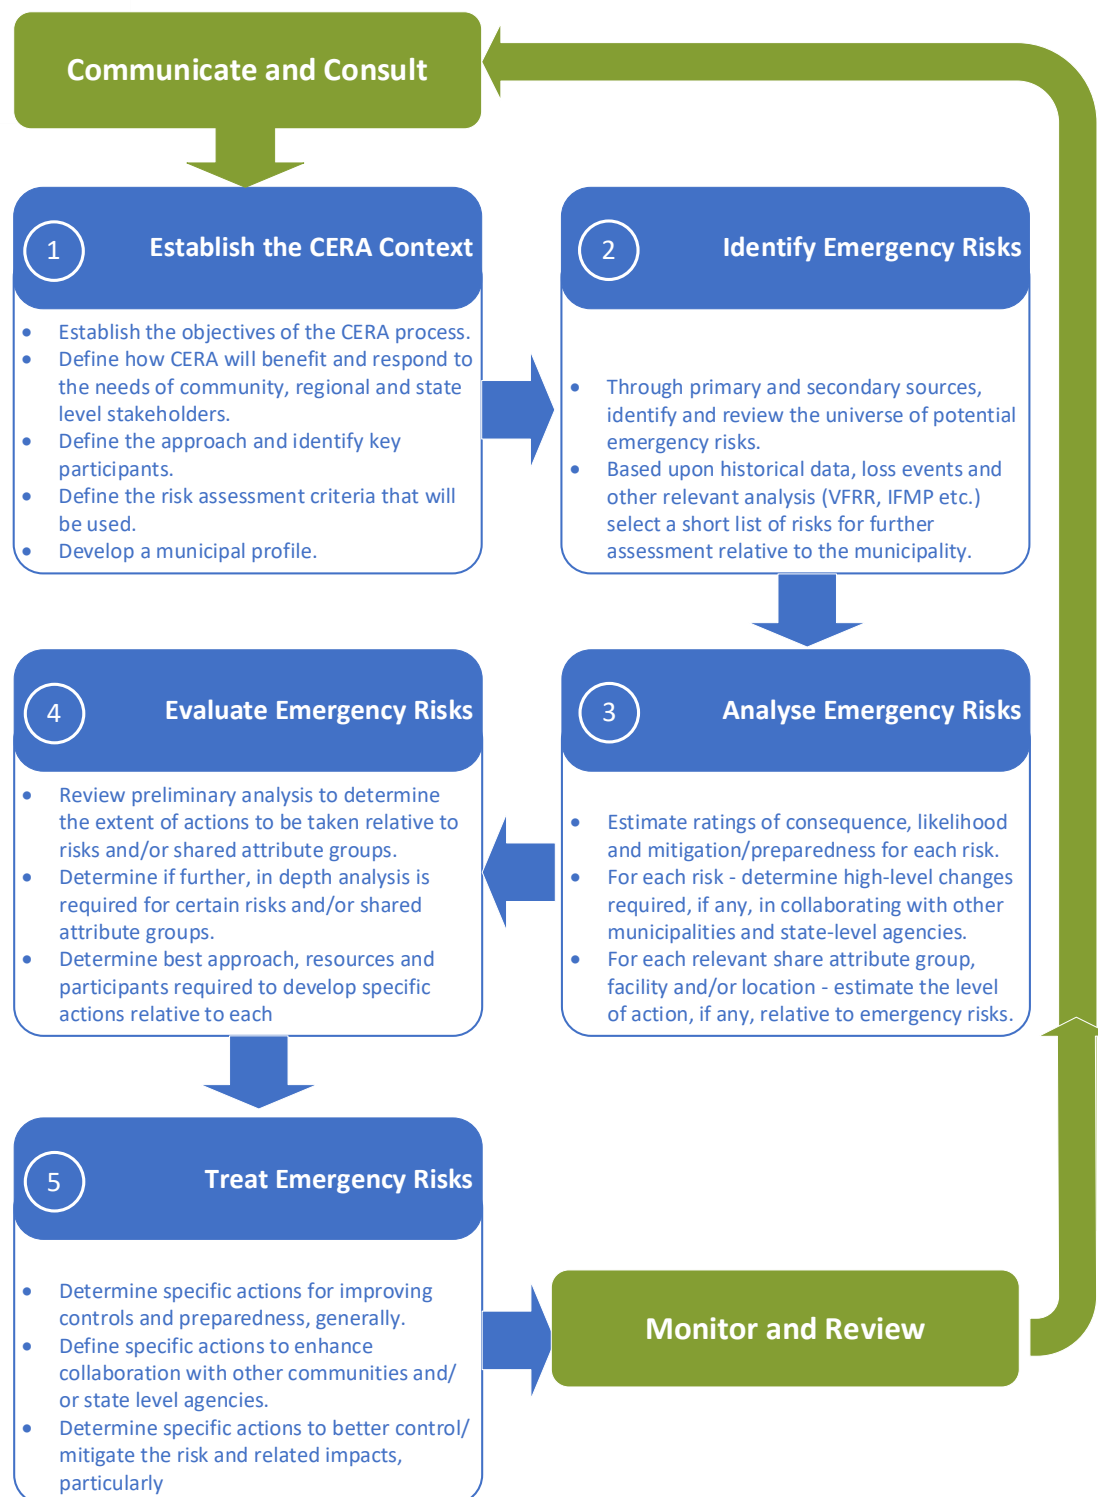 Communicate and Consult
1
Establish the CERA Context
• Establish the objectives of the CERA process.
• Define how CERA will benefit and respond to
the needs of community, regional and state
level stakeholders.
• Define the approach and identify key
participants.
• Define the risk assessment criteria that will
be used.
• Develop a municipal profile.
2
Identify Emergency Risks
• Through primary and secondary sources,
identify and review the universe of potential
emergency risks.
• Based upon historical data, loss events and
other relevant analysis (VFRR, IFMP etc.)
select a short list of risks for further
assessment relative to the municipality.
3
Analyse Emergency Risks
• Estimate ratings of consequence, likelihood
and mitigation/preparedness for each risk.
• For each risk - determine high-level changes
required, if any, in collaborating with other
municipalities and state-level agencies.
• For each relevant share attribute group,
facility and/or location - estimate the level
of action, if any, relative to emergency risks.
4
Evaluate Emergency Risks
• Review preliminary analysis to determine
the extent of actions to be taken relative to
risks and/or shared attribute groups.
• Determine if further, in depth analysis is
required for certain risks and/or shared
attribute groups.
• Determine best approach, resources and
participants required to develop specific
actions relative to each
5
Treat Emergency Risks
• Determine specific actions for improving
controls and preparedness, generally.
• Define specific actions to enhance
collaboration with other communities and/
or state level agencies.
• Determine specific actions to better control/
mitigate the risk and related impacts,
particularly
Monitor and Review